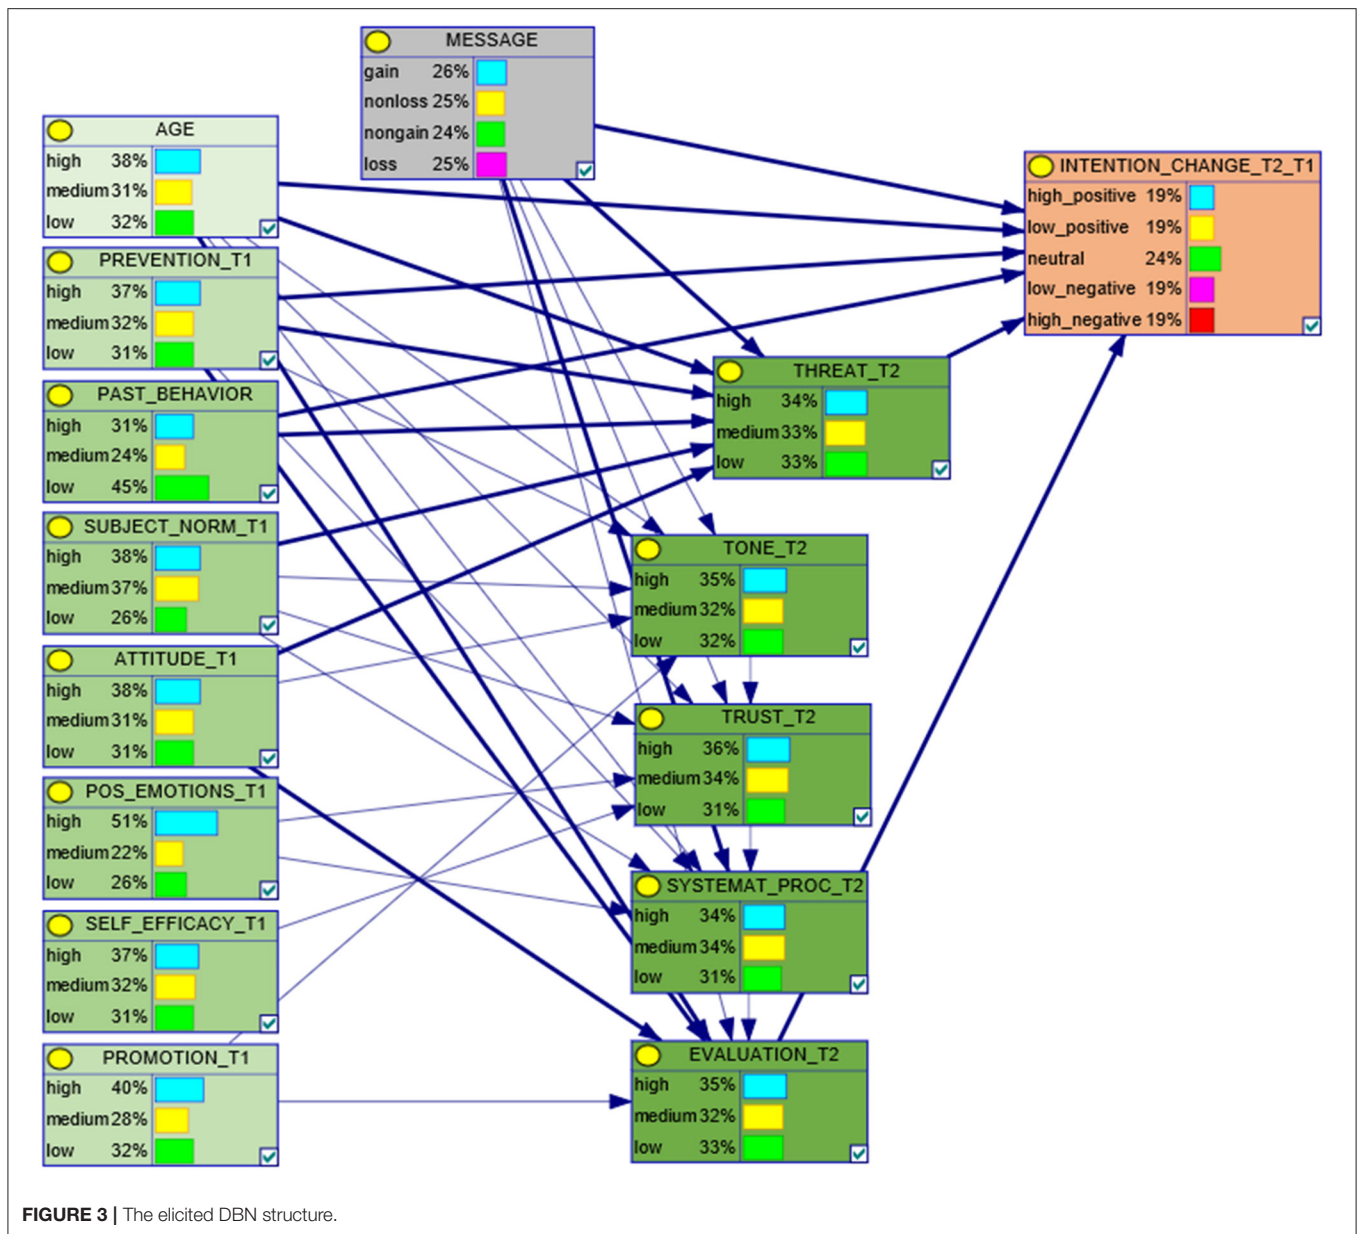 MESSAGE
gain 26%
nonloss 25%
nongain 24%
loss 25%
AGE
high 38%
medium 31%
low 32%
PREVENTION_T1
high 37%
medium 32%
low 31%
PAST_BEHAVIOR
high 31%
medium 24%
low 45%
SUBJECT_NORM_T1
high 38%
medium 37%
low 26%
ATTITUDE_T1
high 38%
medium 31%
low 31%
POS_EMOTIONS_T1
high 51%
medium 22%
low 26%
SELF_EFFICACY_T1
high 37%
medium 32%
low 31%
PROMOTION_T1
high 40%
medium 28%
low 32%
INTENTION_CHANGE_T2_T1
high_positive 19%
low_positive 19%
neutral 24%
low_negative 19%
high_negative 19%
THREAT_T2
high 34%
medium 33%
low 33%
TONE_T2
high 35%
medium 32%
low 32%
TRUST_T2
high 36%
medium 34%
low 31%
SYSTEMAT_PROC_T2
high 34%
medium 34%
low 31%
EVALUATION_T2
high 35%
medium 32%
low 33%
FIGURE 3 | The elicited DBN structure.